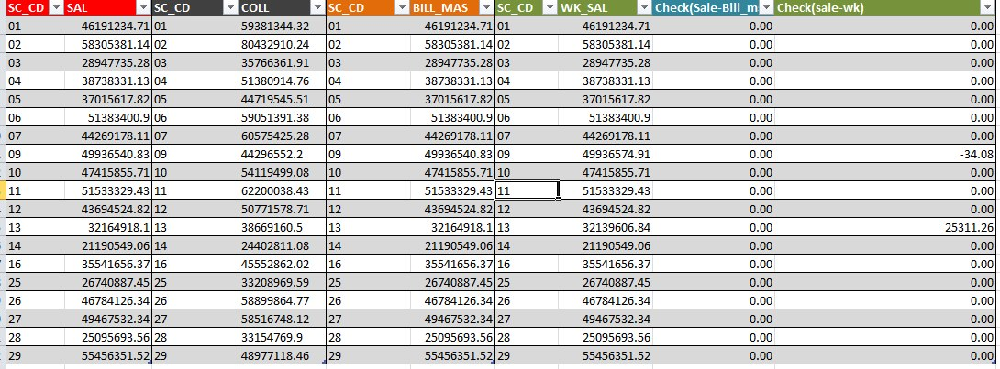 SC_CD SAL SC_CD COLL SC_CD BILL_MAS SC_CD WK_SAL Check(Sale-Bill_m Check(sale-wk)
01 46191234.71 01 59381344.32 01 46191234.71 01 46191234.71 0.00 0.00
02 58305381.14 02 80432910.24 02 58305381.14 02 58305381.14 0.00 0.00
03 28947735.28 03 35766361.91 03 28947735.28 03 28947735.28 0.00 0.00
04 38738331.13 04 51380914.76 04 38738331.13 04 38738331.13 0.00 0.00
05 37015617.82 05 44719545.51 05 37015617.82 05 37015617.82 0.00 0.00
06 51383400.9 06 59051391.38 06 51383400.9 06 51383400.9 0.00 0.00
07 44269178.11 07 60575425.28 07 44269178.11 07 44269178.11 0.00 0.00
09 49936540.83 09 44296552.2 09 49936540.83 09 49936574.91 0.00 -34.08
10 47415855.71 10 54119499.08 10 47415855.71 10 47415855.71 0.00 0.00
11 51533329.43 11 62200038.43 11 51533329.43 11 51533329.43 0.00 0.00
12 43694524.82 12 50771578.71 12 43694524.82 12 43694524.82 0.00 0.00
13 32164918.1 13 38669160.5 13 32164918.1 13 32139606.84 0.00 25311.26
14 21190549.06 14 24402811.08 14 21190549.06 14 21190549.06 0.00 0.00
16 35541656.37 16 45552862.02 16 35541656.37 16 35541656.37 0.00 0.00
25 26740887.45 25 33208969.59 25 26740887.45 25 26740887.45 0.00 0.00
26 46784126.34 26 58899864.77 26 46784126.34 26 46784126.34 0.00 0.00
27 49467532.34 27 58516748.12 27 49467532.34 27 49467532.34 0.00 0.00
28 25095693.56 28 33154769.9 28 25095693.56 28 25095693.56 0.00 0.00
29 55456351.52 29 48977118.46 29 55456351.52 29 55456351.52 0.00 0.00